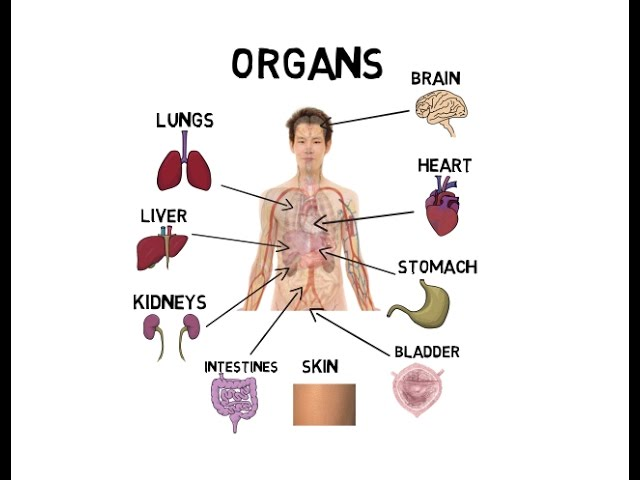 ORGANS
BRAIN
LUNGS
HEART
LIVER
STOMACH
KIDNEYS
BLADDER
INTESTINES
SKIN